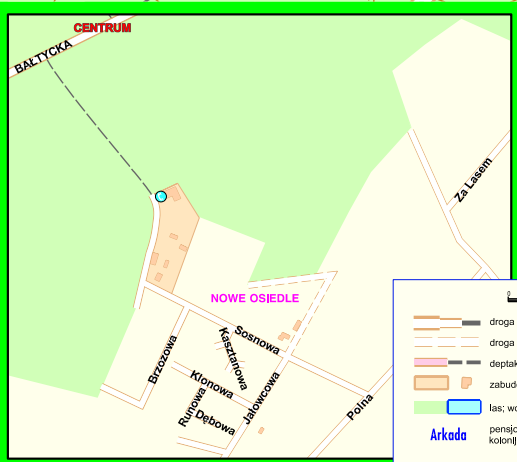 CENTRUM
BAŁTYCKA
Za Lasem
NOWE OSIEDLE
Sosnowa
Kasztanowa
Brzozowa
Klonowa
Runowa
Dębowa
Jałowcowa
Polna
droga
droga
deptak
zabud
las; wo
Arkada
pensjo
kolonij